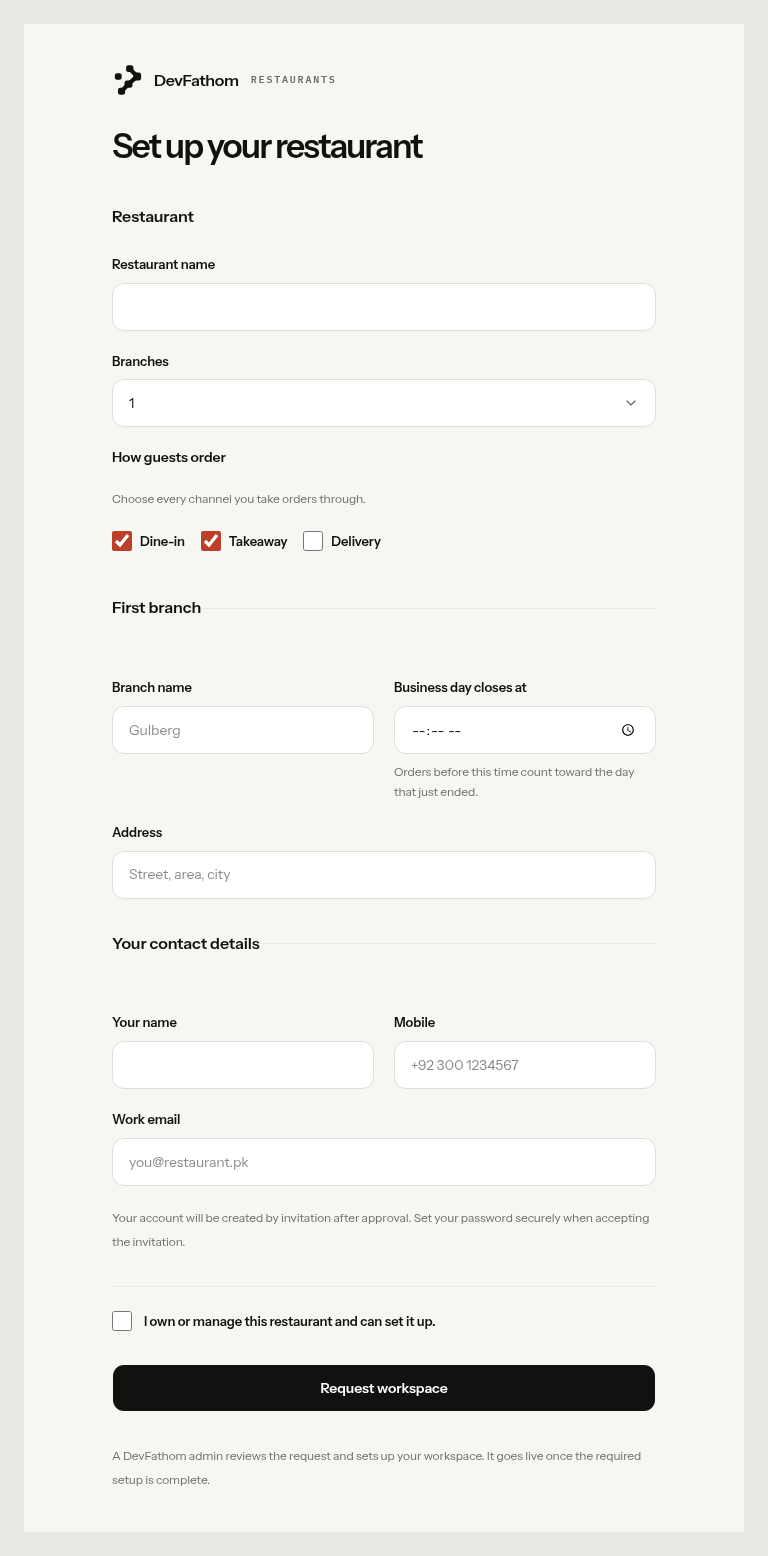 DevFathom RESTAURANTS
Set up your restaurant
Restaurant
Restaurant name
Branches
1
How guests order
Choose every channel you take orders through.
Dine-in Takeaway Delivery
First branch
Branch name Business day closes at
Gulberg --:-- --
Orders before this time count toward the day
that just ended.
Address
Street, area, city
Your contact details
Your name Mobile
+92 300 1234567
Work email
you@restaurant.pk
Your account will be created by invitation after approval. Set your password securely when accepting
the invitation.
I own or manage this restaurant and can set it up.
Request workspace
A DevFathom admin reviews the request and sets up your workspace. It goes live once the required
setup is complete.